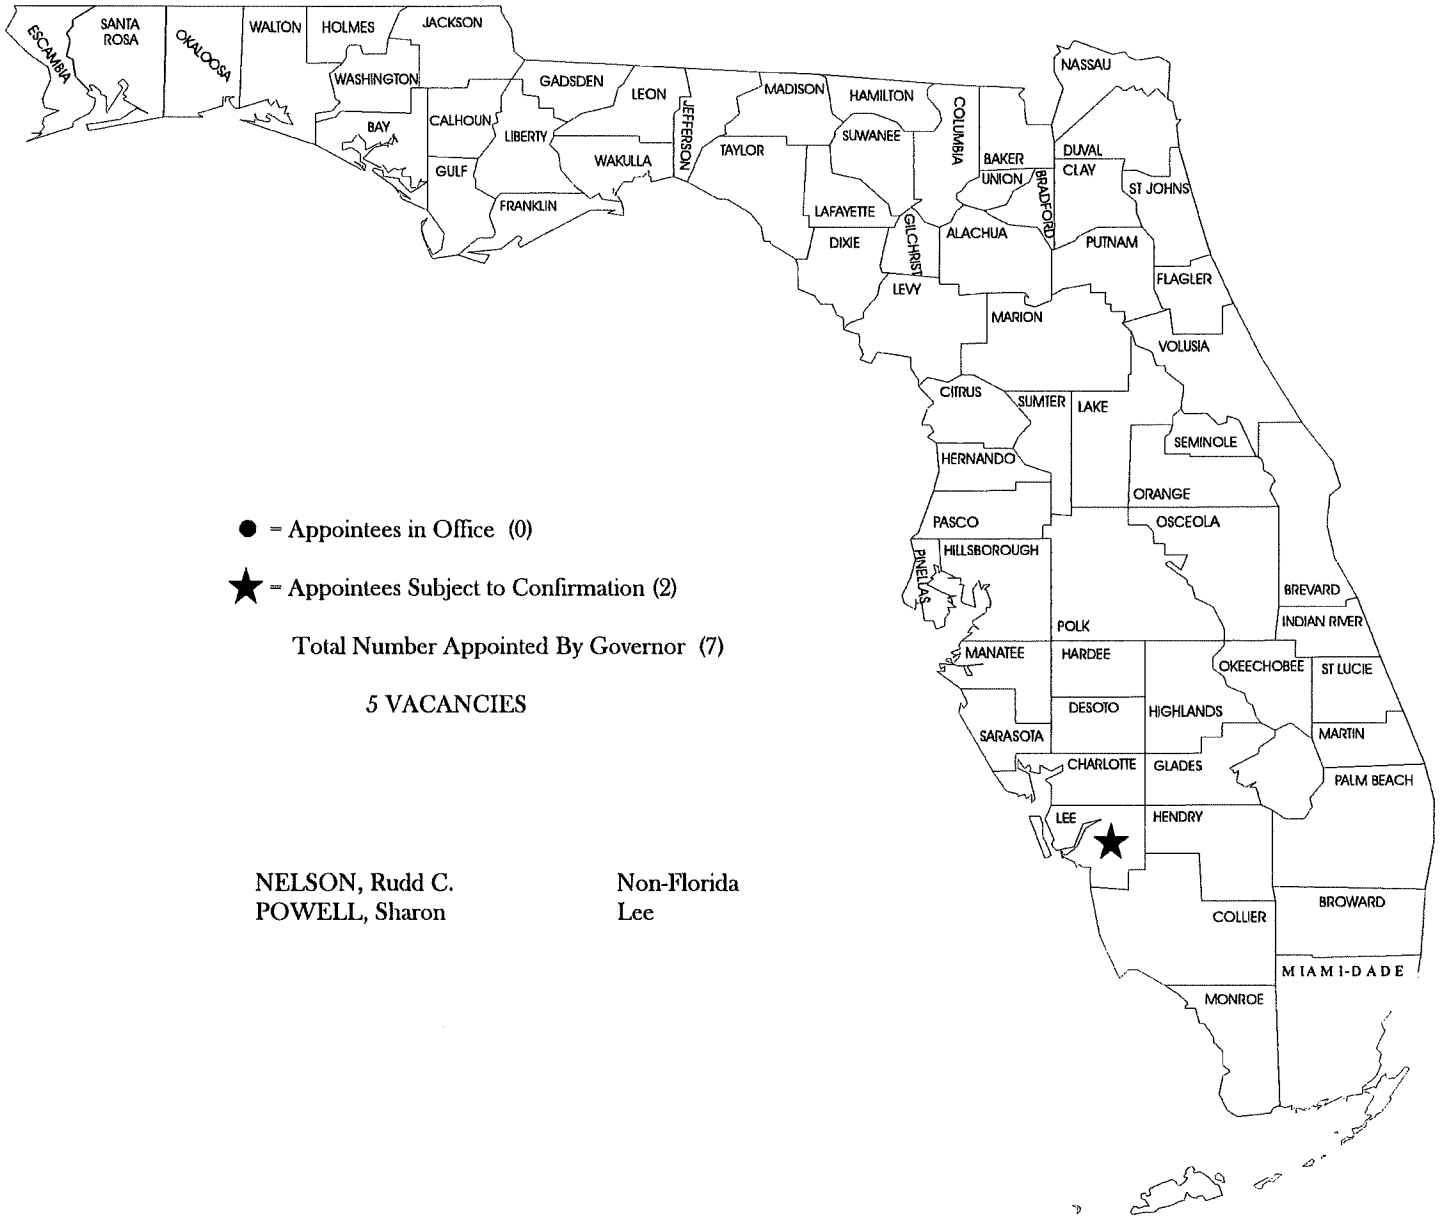 ESCAMBIA
SANTA
ROSA
OKALOOSA
WALTON
HOLMES
JACKSON
WASHINGTON
BAY
CALHOUN
GULF
GADSDEN
LIBERTY
FRANKLIN
LEON
WAKULLA
JEFFERSON
MADISON
TAYLOR
HAMILTON
SUWANEE
LAFAYETTE
DIXIE
COLUMBIA
GILCHRIST
LEVY
BAKER
UNION
BRADFORD
ALACHUA
NASSAU
DUVAL
CLAY
ST JOHNS
PUTNAM
FLAGLER
MARION
VOLUSIA
CITRUS
SUMTER
LAKE
SEMINOLE
HERNANDO
ORANGE
PASCO
OSCEOLA
PINELLAS
HILLSBOROUGH
POLK
BREVARD
INDIAN RIVER
MANATEE
HARDEE
OKEECHOBEE
ST LUCIE
SARASOTA
DESOTO
HIGHLANDS
MARTIN
CHARLOTTE
GLADES
PALM BEACH
LEE
HENDRY
COLLIER
BROWARD
MIAMI-DADE
MONROE
= Appointees in Office (0)
= Appointees Subject to Confirmation (2)
Total Number Appointed By Governor (7)
5 VACANCIES
NELSON, Rudd C. Non-Florida
POWELL, Sharon Lee